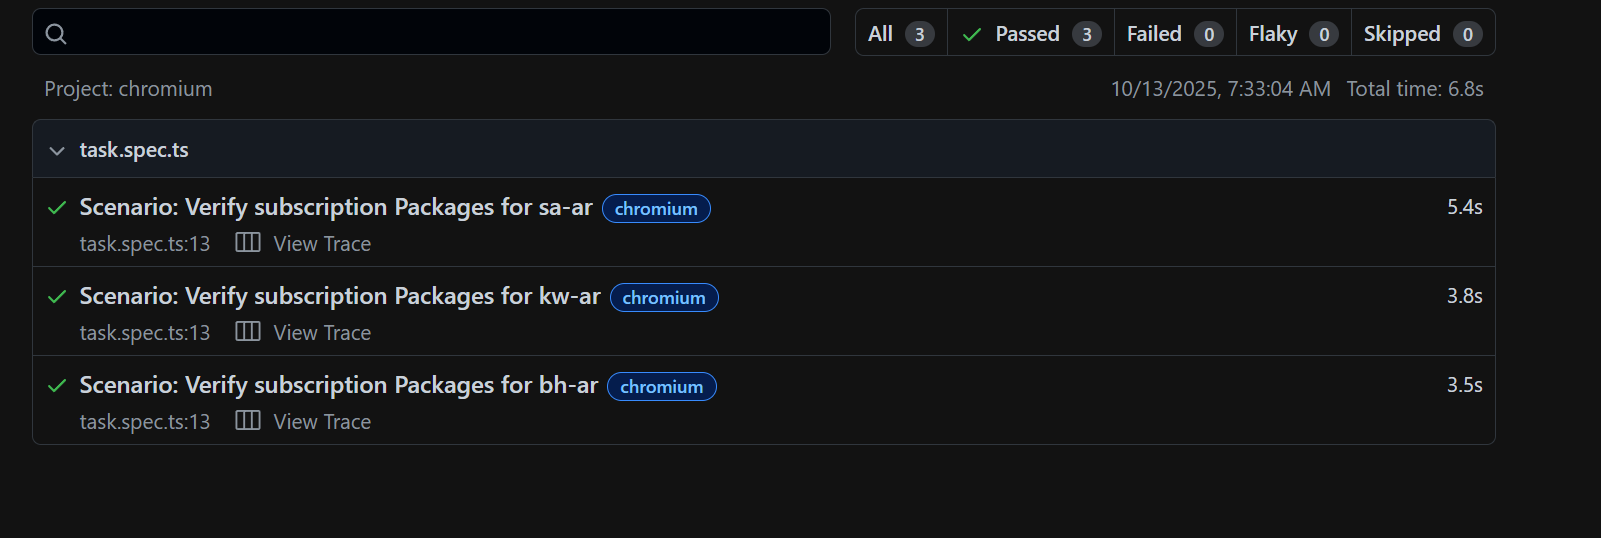 All 3 Passed 3 Failed 0 Flaky 0 Skipped 0
Project: chromium 10/13/2025, 7:33:04 AM Total time: 6.8s
task.spec.ts
Scenario: Verify subscription Packages for sa-ar chromium 5.4s
task.spec.ts:13 View Trace
Scenario: Verify subscription Packages for kw-ar chromium 3.8s
task.spec.ts:13 View Trace
Scenario: Verify subscription Packages for bh-ar chromium 3.5s
task.spec.ts:13 View Trace